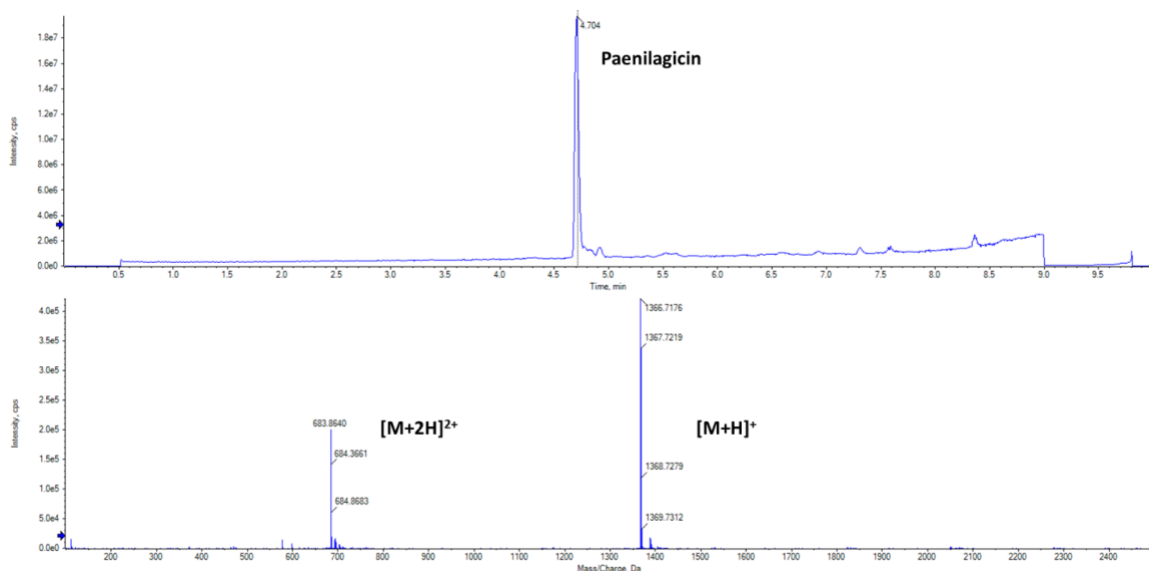 4.704
1.8e7
1.6e7
1.4e7
1.2e7
1.0e7
8.0e6
6.0e6
4.0e6
2.0e6
0.0e0
Intensity, cps
Paenilagicin
0.5 1.0 1.5 2.0 2.5 3.0 3.5 4.0 4.5 5.0 5.5 6.0 6.5 7.0 7.5 8.0 8.5 9.0 9.5
Time, min
4.0e5
3.5e5
3.0e5
2.5e5
2.0e5
1.5e5
1.0e5
5.0e4
0.0e0
Intensity, cps
1366.7176
1367.7219
683.8640
[M+2H]²⁺
[M+H]⁺
684.3661
1368.7279
684.8683
1369.7312
200 300 400 500 600 700 800 900 1000 1100 1200 1300 1400 1500 1600 1700 1800 1900 2000 2100 2200 2300 2400
Mass/Charge, Da